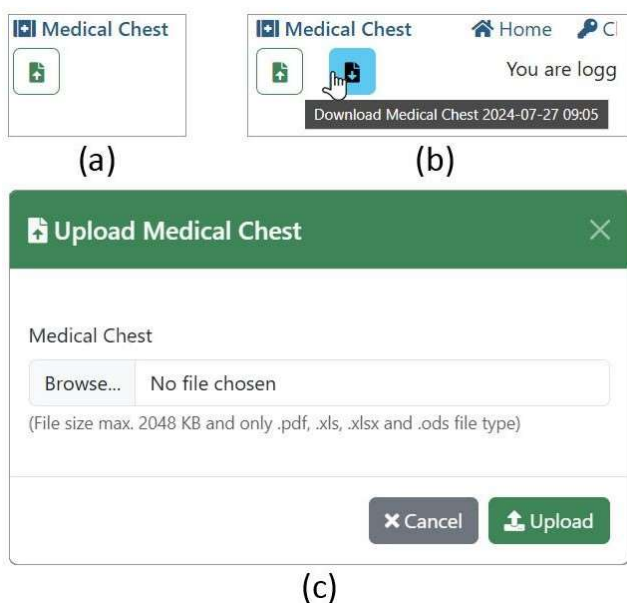 Medical Chest
(a)
Medical Chest Home Cl
You are logg
Download Medical Chest 2024-07-27 09:05
(b)
Upload Medical Chest
Medical Chest
Browse... No file chosen
(File size max. 2048 KB and only .pdf, .xls, .xlsx and .ods file type)
Cancel Upload
(c)